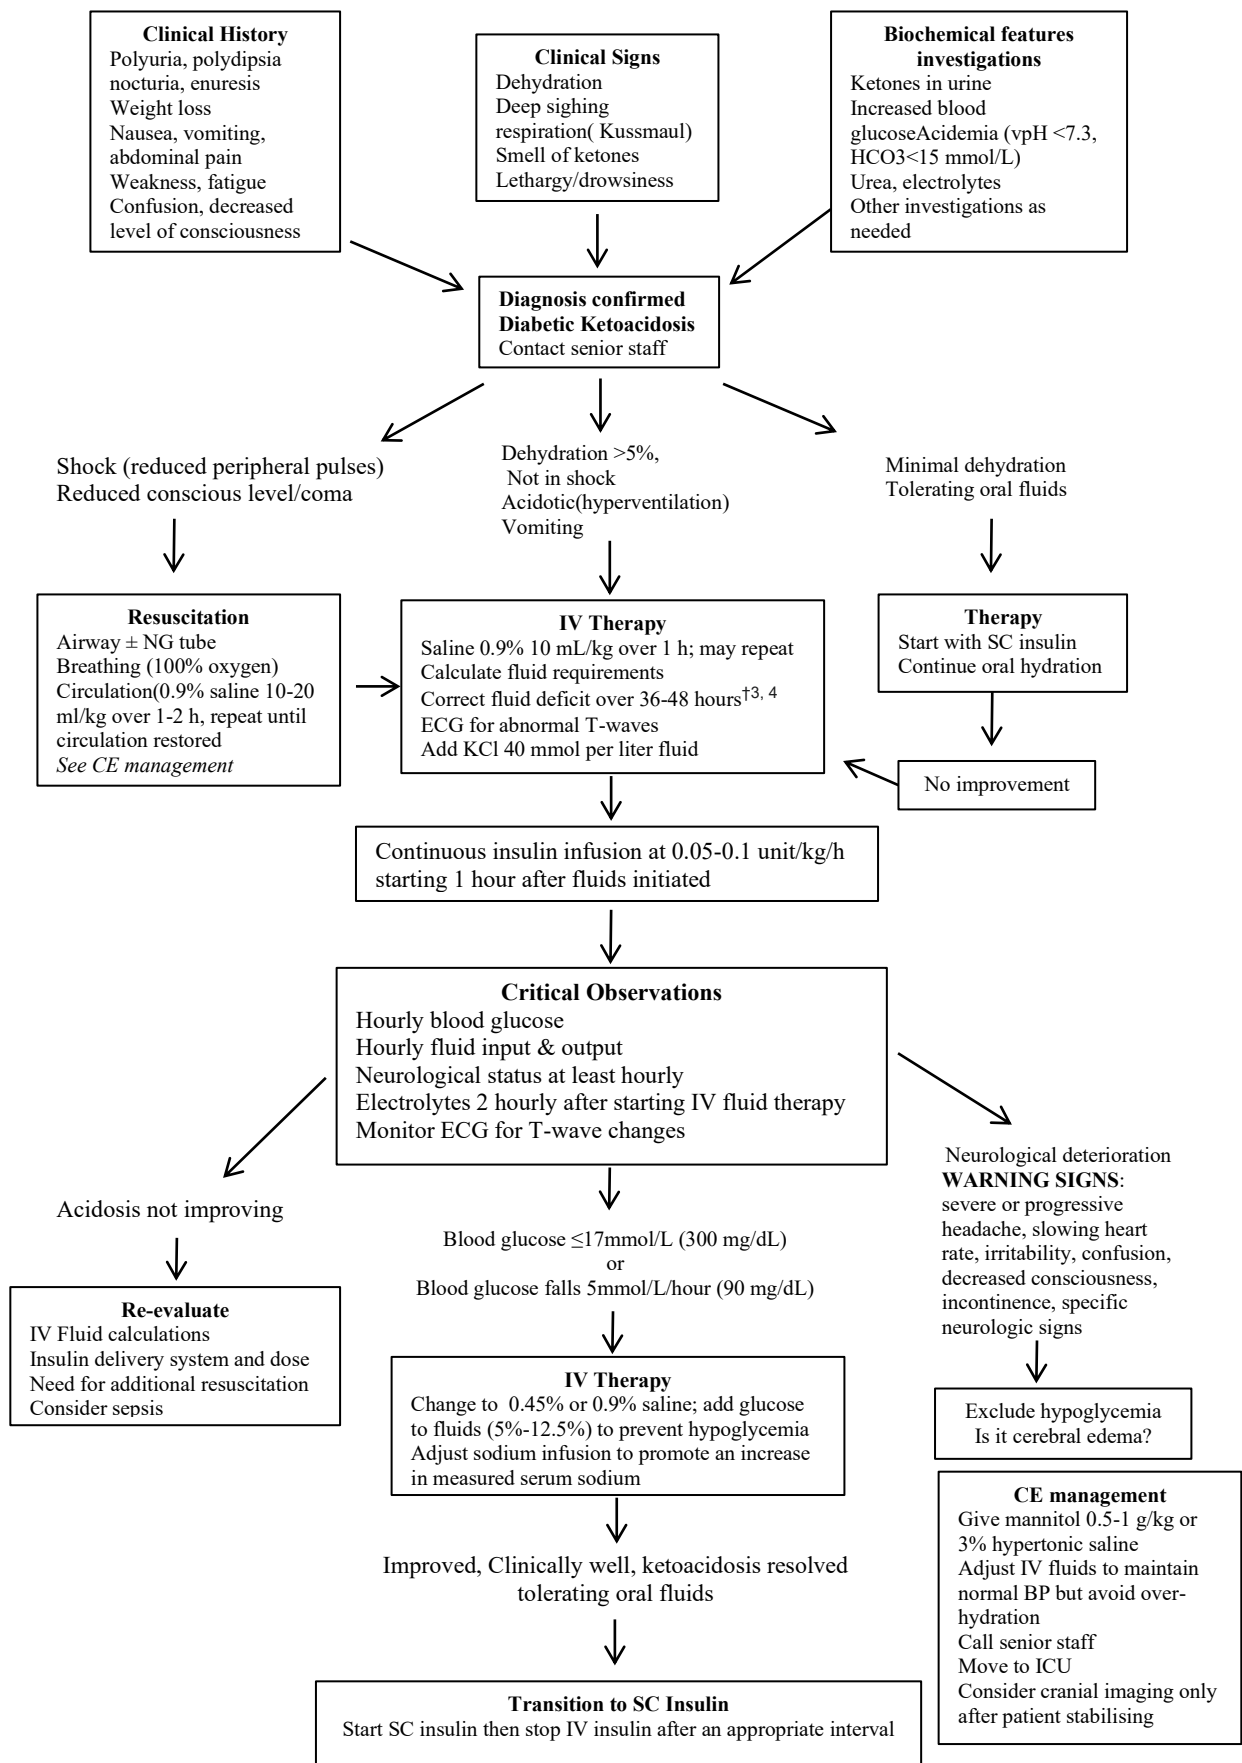 Clinical History
Polyuria, polydipsia
nocturia, enuresis
Weight loss
Nausea, vomiting,
abdominal pain
Weakness, fatigue
Confusion, decreased
level of consciousness
Clinical Signs
Dehydration
Deep sighing
respiration( Kussmaul)
Smell of ketones
Lethargy/drowsiness
Biochemical features
investigations
Ketones in urine
Increased blood
glucoseAcidemia (vpH <7.3,
HCO3<15 mmol/L)
Urea, electrolytes
Other investigations as
needed
Diagnosis confirmed
Diabetic Ketoacidosis
Contact senior staff
Shock (reduced peripheral pulses)
Reduced conscious level/coma
Dehydration >5%,
Not in shock
Acidotic(hyperventilation)
Vomiting
Minimal dehydration
Tolerating oral fluids
Resuscitation
Airway ± NG tube
Breathing (100% oxygen)
Circulation(0.9% saline 10-20
ml/kg over 1-2 h, repeat until
circulation restored
See CE management
IV Therapy
Saline 0.9% 10 mL/kg over 1 h; may repeat
Calculate fluid requirements
Correct fluid deficit over 36-48 hours†3, 4
ECG for abnormal T-waves
Add KCl 40 mmol per liter fluid
Therapy
Start with SC insulin
Continue oral hydration
No improvement
Continuous insulin infusion at 0.05-0.1 unit/kg/h
starting 1 hour after fluids initiated
Critical Observations
Hourly blood glucose
Hourly fluid input & output
Neurological status at least hourly
Electrolytes 2 hourly after starting IV fluid therapy
Monitor ECG for T-wave changes
Acidosis not improving
Re-evaluate
IV Fluid calculations
Insulin delivery system and dose
Need for additional resuscitation
Consider sepsis
Blood glucose ≤17mmol/L (300 mg/dL)
or
Blood glucose falls 5mmol/L/hour (90 mg/dL)
IV Therapy
Change to 0.45% or 0.9% saline; add glucose
to fluids (5%-12.5%) to prevent hypoglycemia
Adjust sodium infusion to promote an increase
in measured serum sodium
Improved, Clinically well, ketoacidosis resolved
tolerating oral fluids
Transition to SC Insulin
Start SC insulin then stop IV insulin after an appropriate interval
Neurological deterioration
WARNING SIGNS:
severe or progressive
headache, slowing heart
rate, irritability, confusion,
decreased consciousness,
incontinence, specific
neurologic signs
Exclude hypoglycemia
Is it cerebral edema?
CE management
Give mannitol 0.5-1 g/kg or
3% hypertonic saline
Adjust IV fluids to maintain
normal BP but avoid over-
hydration
Call senior staff
Move to ICU
Consider cranial imaging only
after patient stabilising